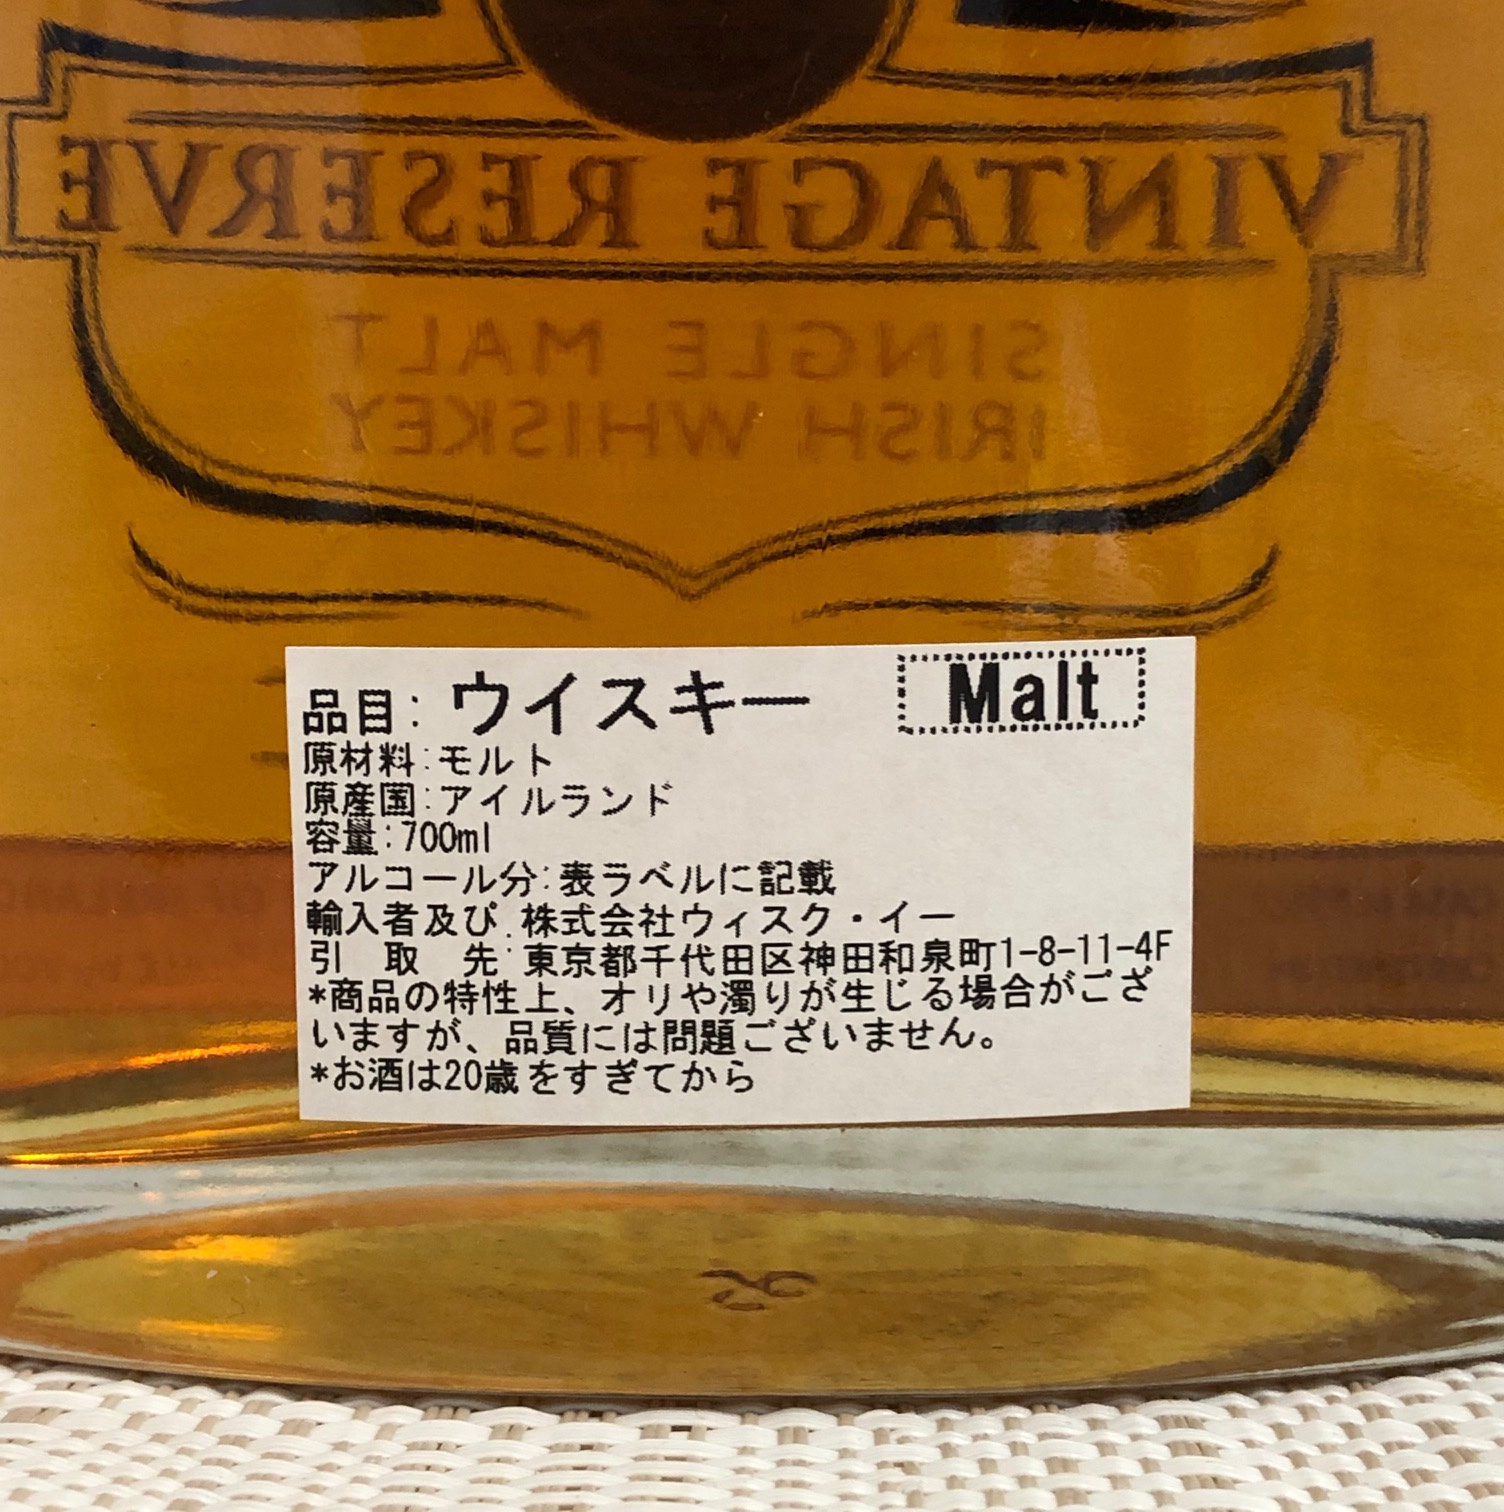 VINTAGE RESERVE
SINGLE MALT
IRISH WHISKEY
品目: ウイスキー Malt
原材料:モルト
原産国:アイルランド
容量:700ml
アルコール分:表ラベルに記載
輸入者及び:株式会社ウィスク・イー
引 取 先:東京都千代田区神田和泉町1-8-11-4F
*商品の特性上、オリや濁りが生じる場合がござ
いますが、品質には問題ございません。
*お酒は20歳をすぎてから